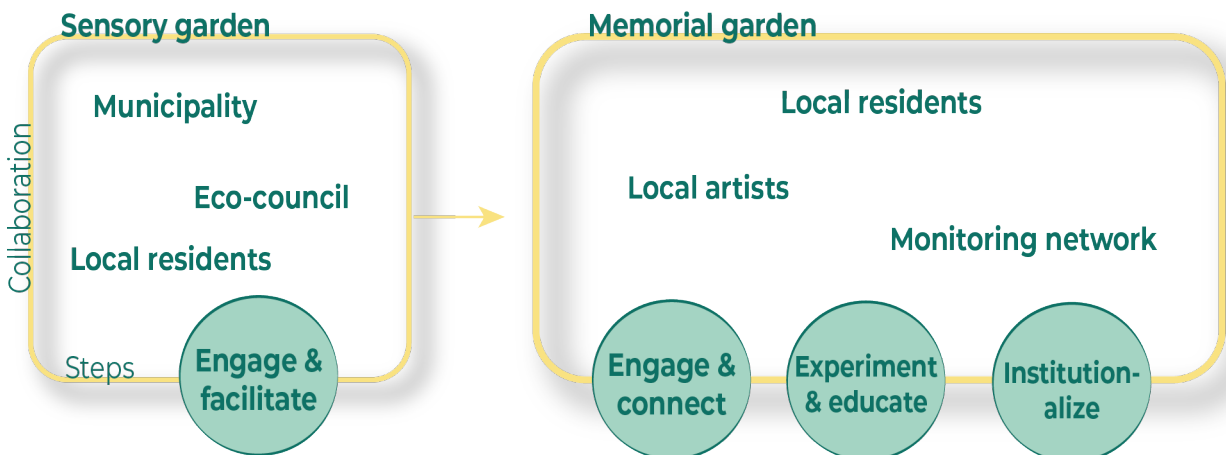 Sensory garden
Collaboration
Municipality
Eco-council
Local residents
Steps
Engage &
facilitate
Memorial garden
Local residents
Local artists
Monitoring network
Engage &
connect
Experiment
& educate
Institution-
alize